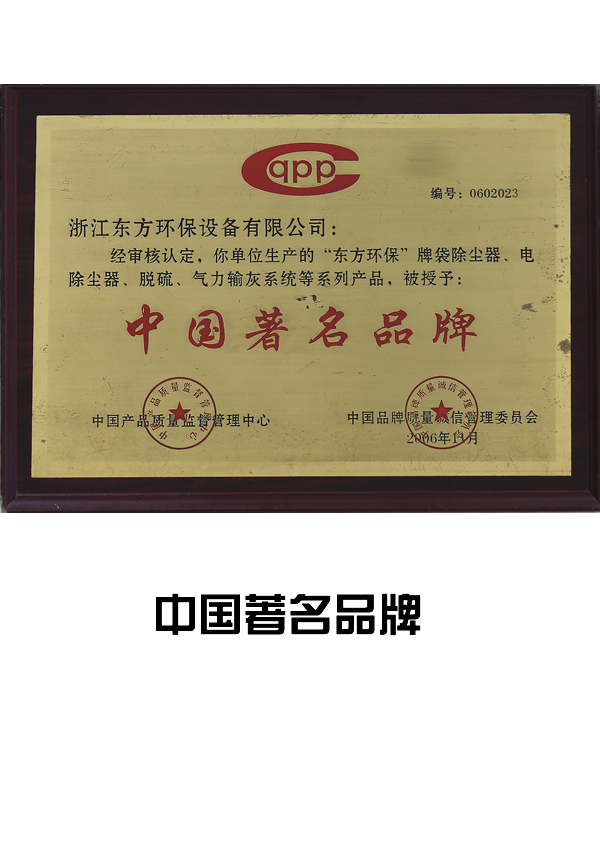 Cqpp
编号：0602023
浙江东方环保设备有限公司：
经审核认定，你单位生产的“东方环保”牌袋除尘器、电
除尘器、脱硫、气力输灰系统等系列产品，被授予：
中国著名品牌
中国产品质量监督管理中心
中国品牌质量诚信管理委员会
2006年11月
中国著名品牌